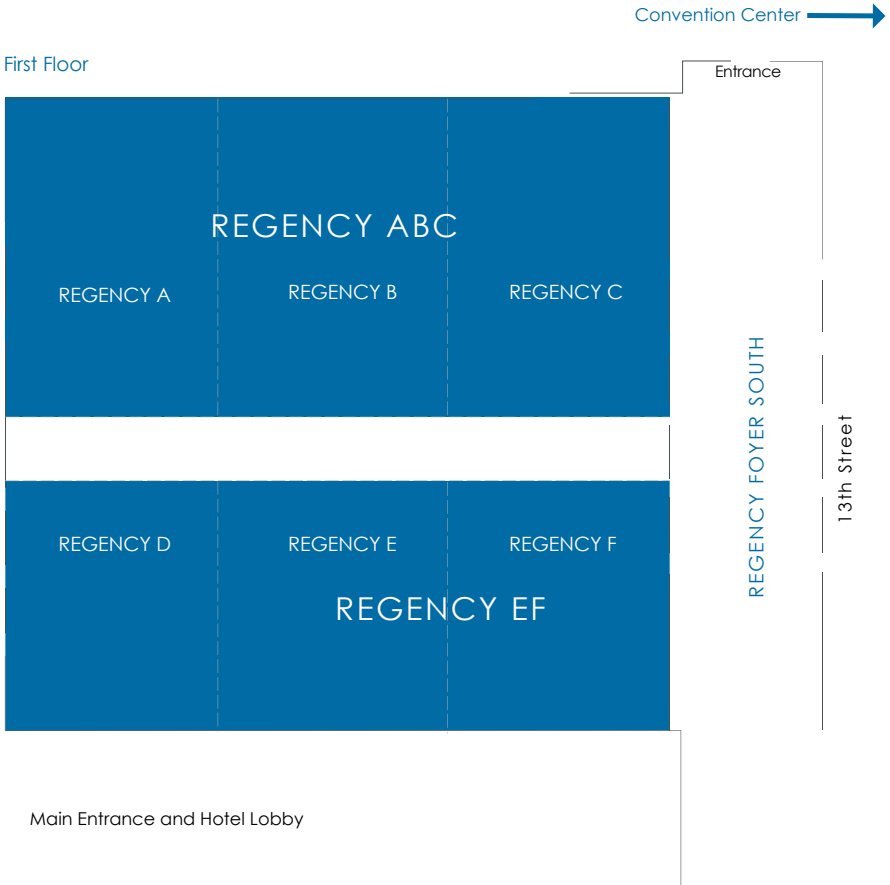 Convention Center
First Floor
Entrance
REGENCY ABC
REGENCY A
REGENCY B
REGENCY C
REGENCY FOYER SOUTH
13th Street
REGENCY D
REGENCY E
REGENCY F
REGENCY EF
Main Entrance and Hotel Lobby